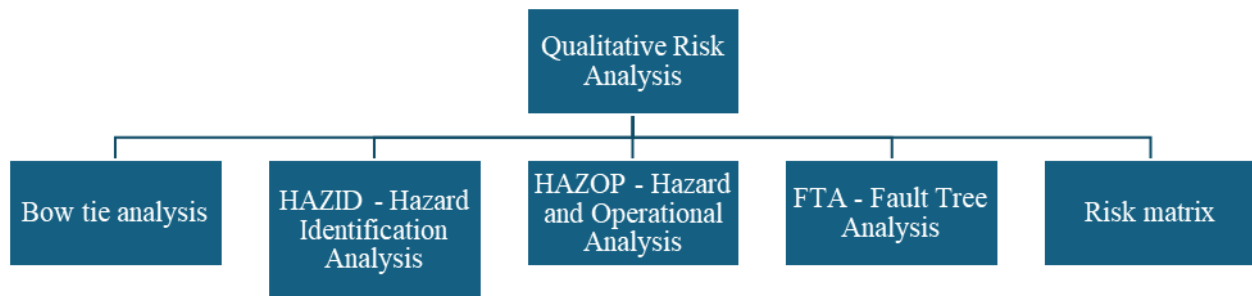 Qualitative Risk
Analysis
Bow tie analysis
HAZID - Hazard
Identification
Analysis
HAZOP - Hazard
and Operational
Analysis
FTA - Fault Tree
Analysis
Risk matrix